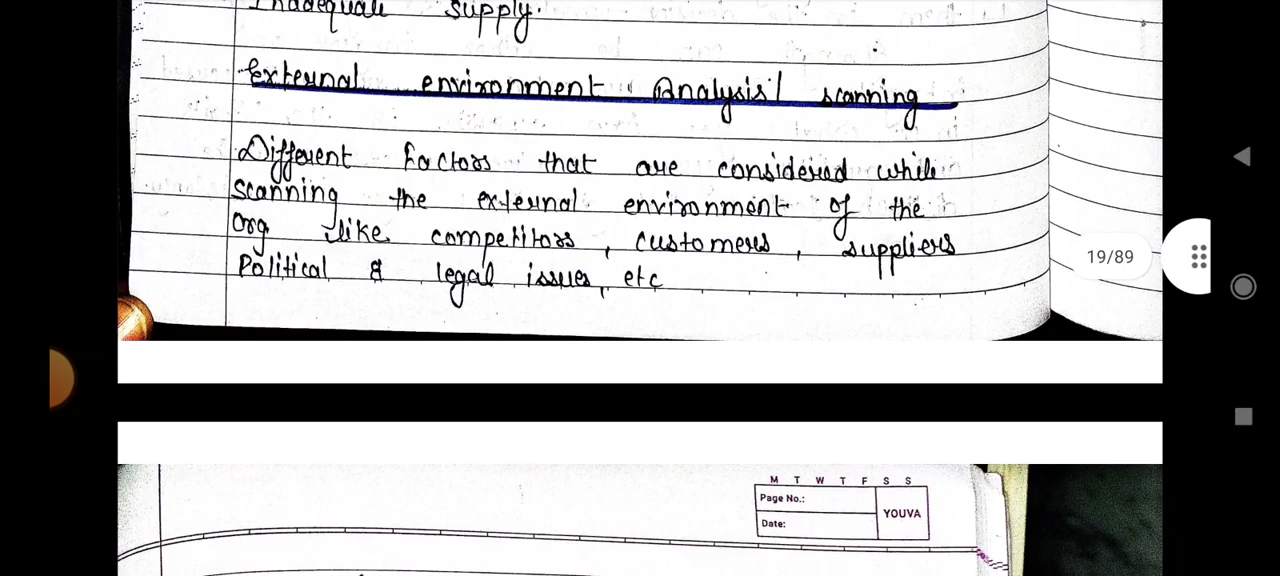 Inadequate supply.
External environment Analysis/ scanning
Different factors that are considered while
scanning the external environment of the
org like competitors, customers, suppliers
Political & legal issues, etc
19/89
M T W T F S S
Page No.:
YOUVA
Date: